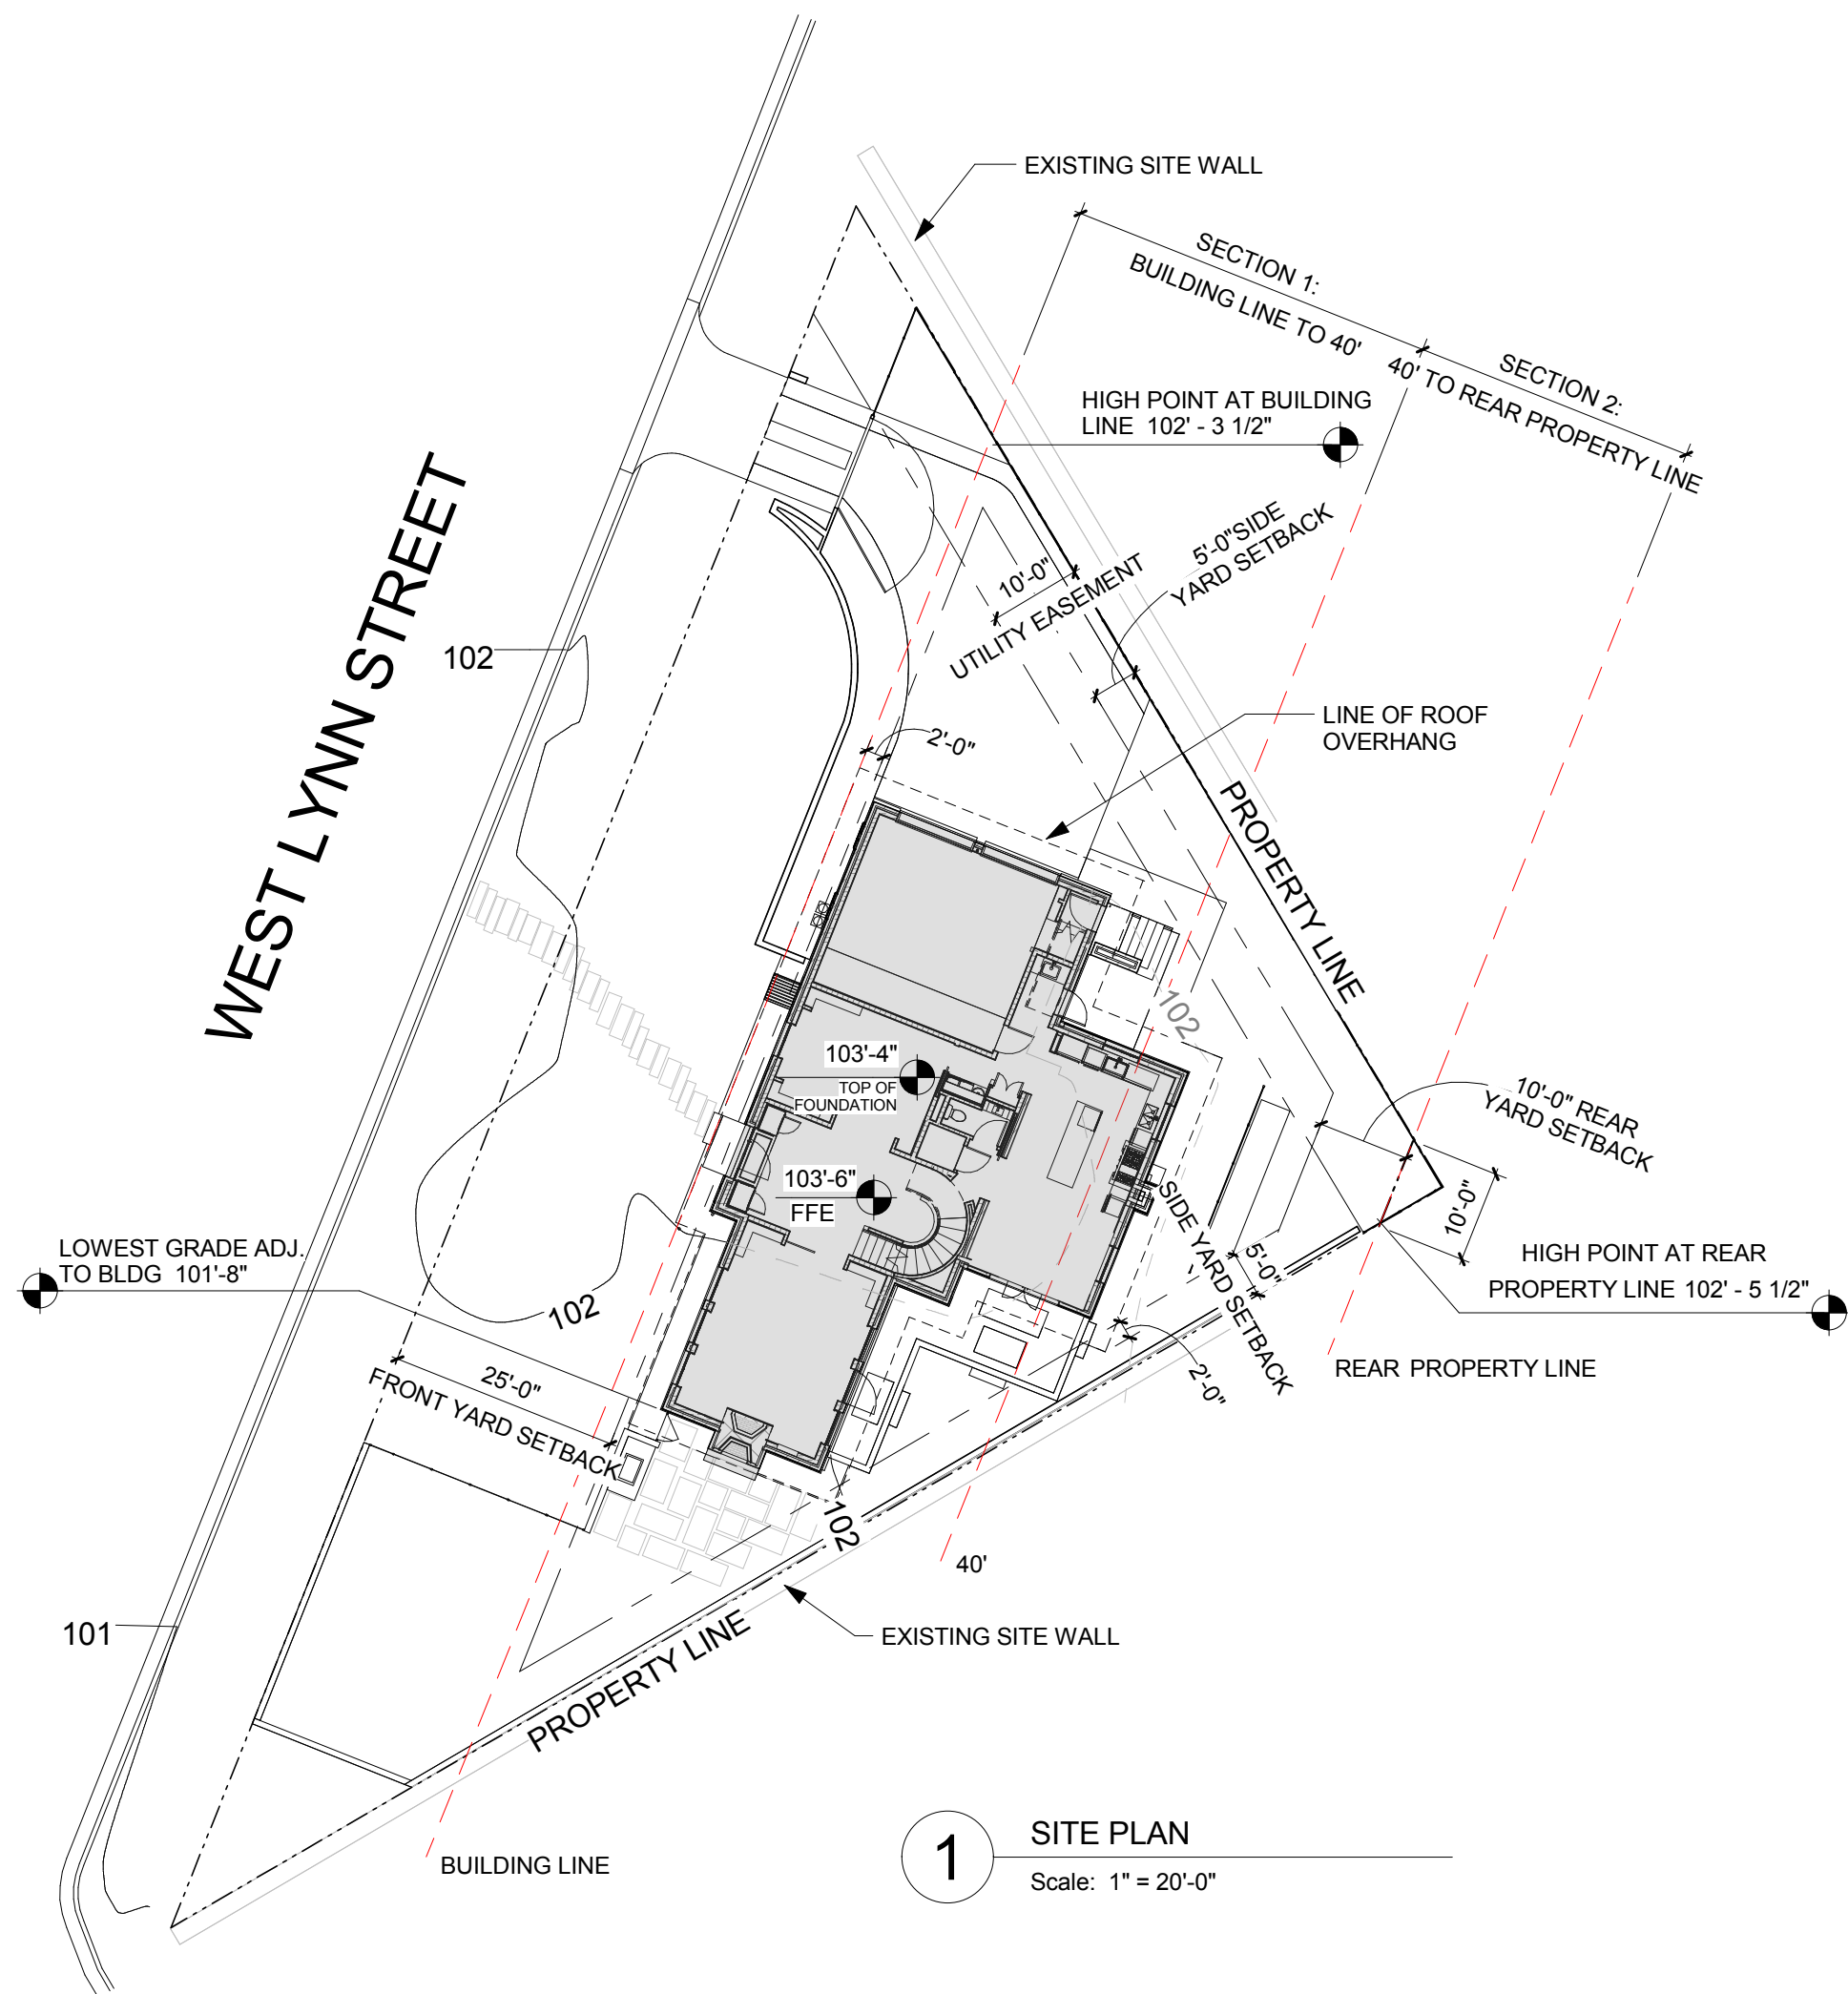 EXISTING SITE WALL
SECTION 1:
BUILDING LINE TO 40'
SECTION 2:
40' TO REAR PROPERTY LINE
HIGH POINT AT BUILDING
LINE 102' - 3 1/2"
5'-0"SIDE
YARD SETBACK
10'-0"
UTILITY EASEMENT
WEST LYNN STREET
102
LINE OF ROOF
OVERHANG
2'-0"
PROPERTY LINE
102
103'-4"
TOP OF
FOUNDATION
10'-0" REAR
YARD SETBACK
103'-6"
FFE
10'-0"
SIDE YARD SETBACK
5'-0"
LOWEST GRADE ADJ.
TO BLDG 101'-8"
HIGH POINT AT REAR
PROPERTY LINE 102' - 5 1/2"
102
REAR PROPERTY LINE
25'-0"
FRONT YARD SETBACK
2'-0"
102
40'
101
EXISTING SITE WALL
PROPERTY LINE
BUILDING LINE
1
SITE PLAN
Scale: 1" = 20'-0"